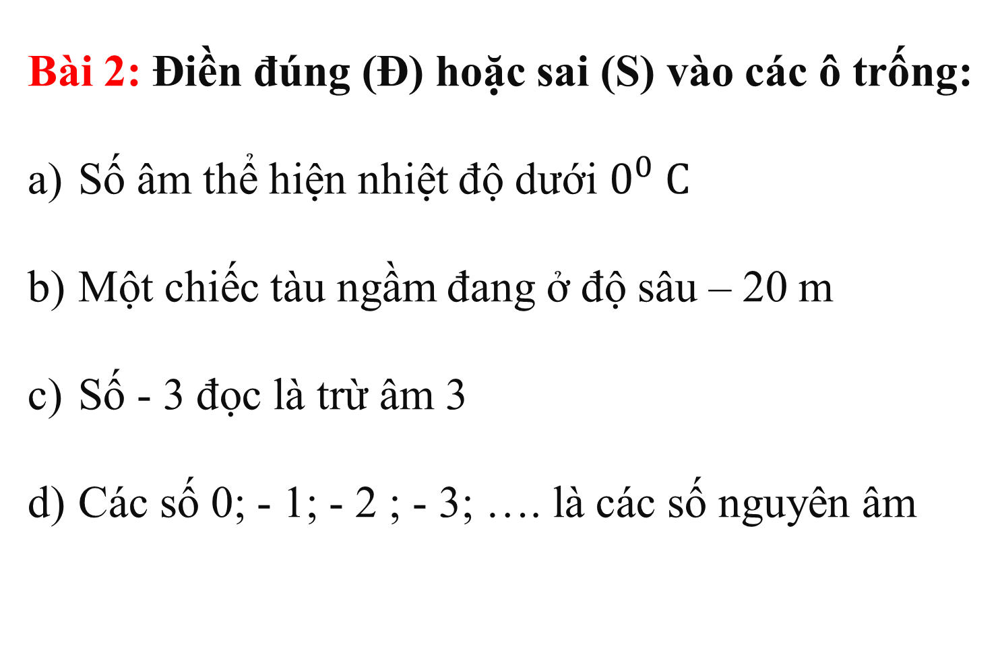 Bài 2: Điền đúng (Đ) hoặc sai (S) vào các ô trống:
a) Số âm thể hiện nhiệt độ dưới 0⁰ C
b) Một chiếc tàu ngầm đang ở độ sâu – 20 m
c) Số - 3 đọc là trừ âm 3
d) Các số 0; - 1; - 2 ; - 3; …. là các số nguyên âm